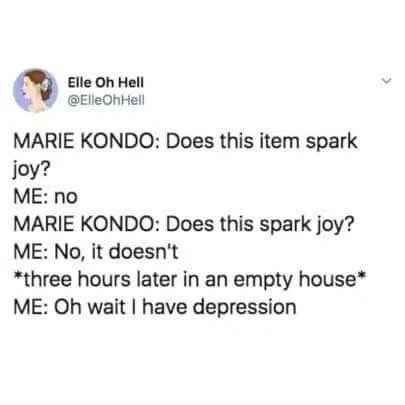 Elle Oh Hell
@ElleOhHell
MARIE KONDO: Does this item spark
joy?
ME: no
MARIE KONDO: Does this spark joy?
ME: No, it doesn't
*three hours later in an empty house*
ME: Oh wait I have depression